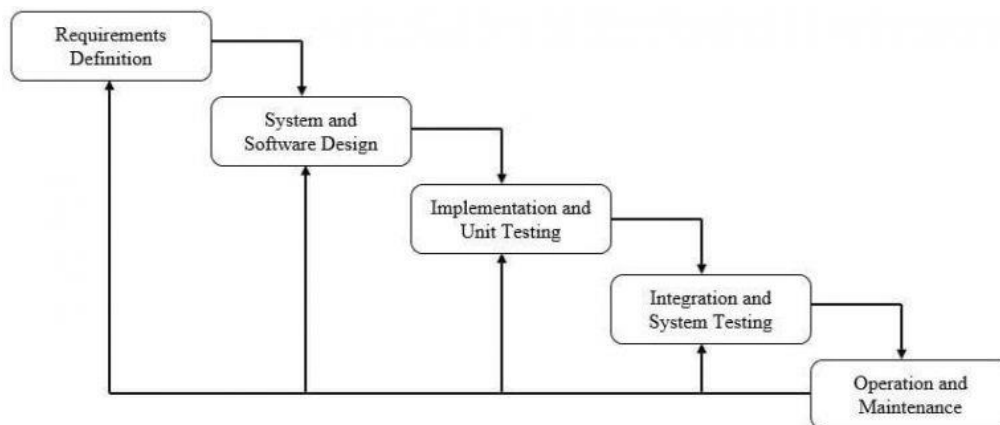 Requirements
Definition
System and
Software Design
Implementation and
Unit Testing
Integration and
System Testing
Operation and
Maintenance